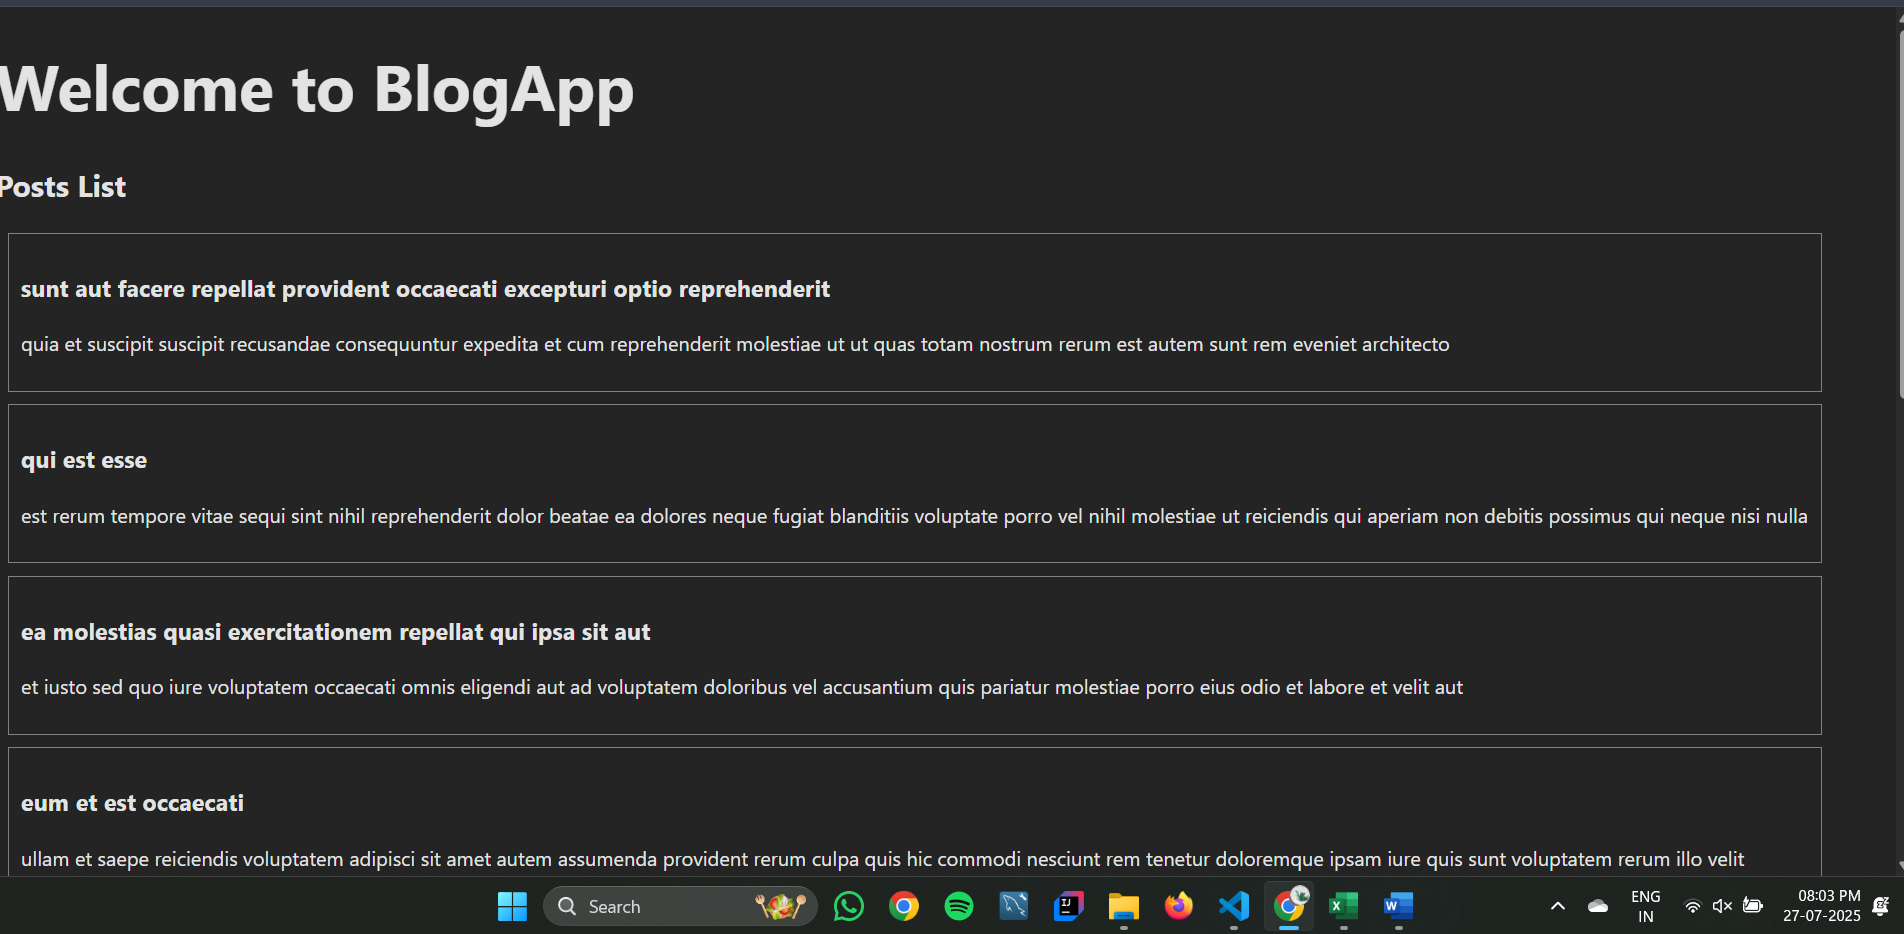 Welcome to BlogApp
Posts List
sunt aut facere repellat provident occaecati excepturi optio reprehenderit
quia et suscipit suscipit recusandae consequuntur expedita et cum reprehenderit molestiae ut ut quas totam nostrum rerum est autem sunt rem eveniet architecto
qui est esse
est rerum tempore vitae sequi sint nihil reprehenderit dolor beatae ea dolores neque fugiat blanditiis voluptate porro vel nihil molestiae ut reiciendis qui aperiam non debitis possimus qui neque nisi nulla
ea molestias quasi exercitationem repellat qui ipsa sit aut
et iusto sed quo iure voluptatem occaecati omnis eligendi aut ad voluptatem doloribus vel accusantium quis pariatur molestiae porro eius odio et labore et velit aut
eum et est occaecati
ullam et saepe reiciendis voluptatem adipisci sit amet autem assumenda provident rerum culpa quis hic commodi nesciunt rem tenetur doloremque ipsam iure quis sunt voluptatem rerum illo velit
Search
IJ
X
W
ENG
IN
08:03 PM
27-07-2025